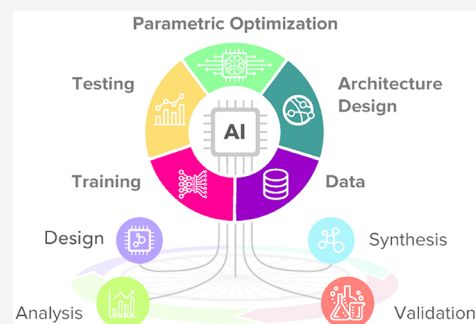 Parametric Optimization
Testing
Architecture
Design
AI
Training
Data
Design
Synthesis
Analysis
Validation